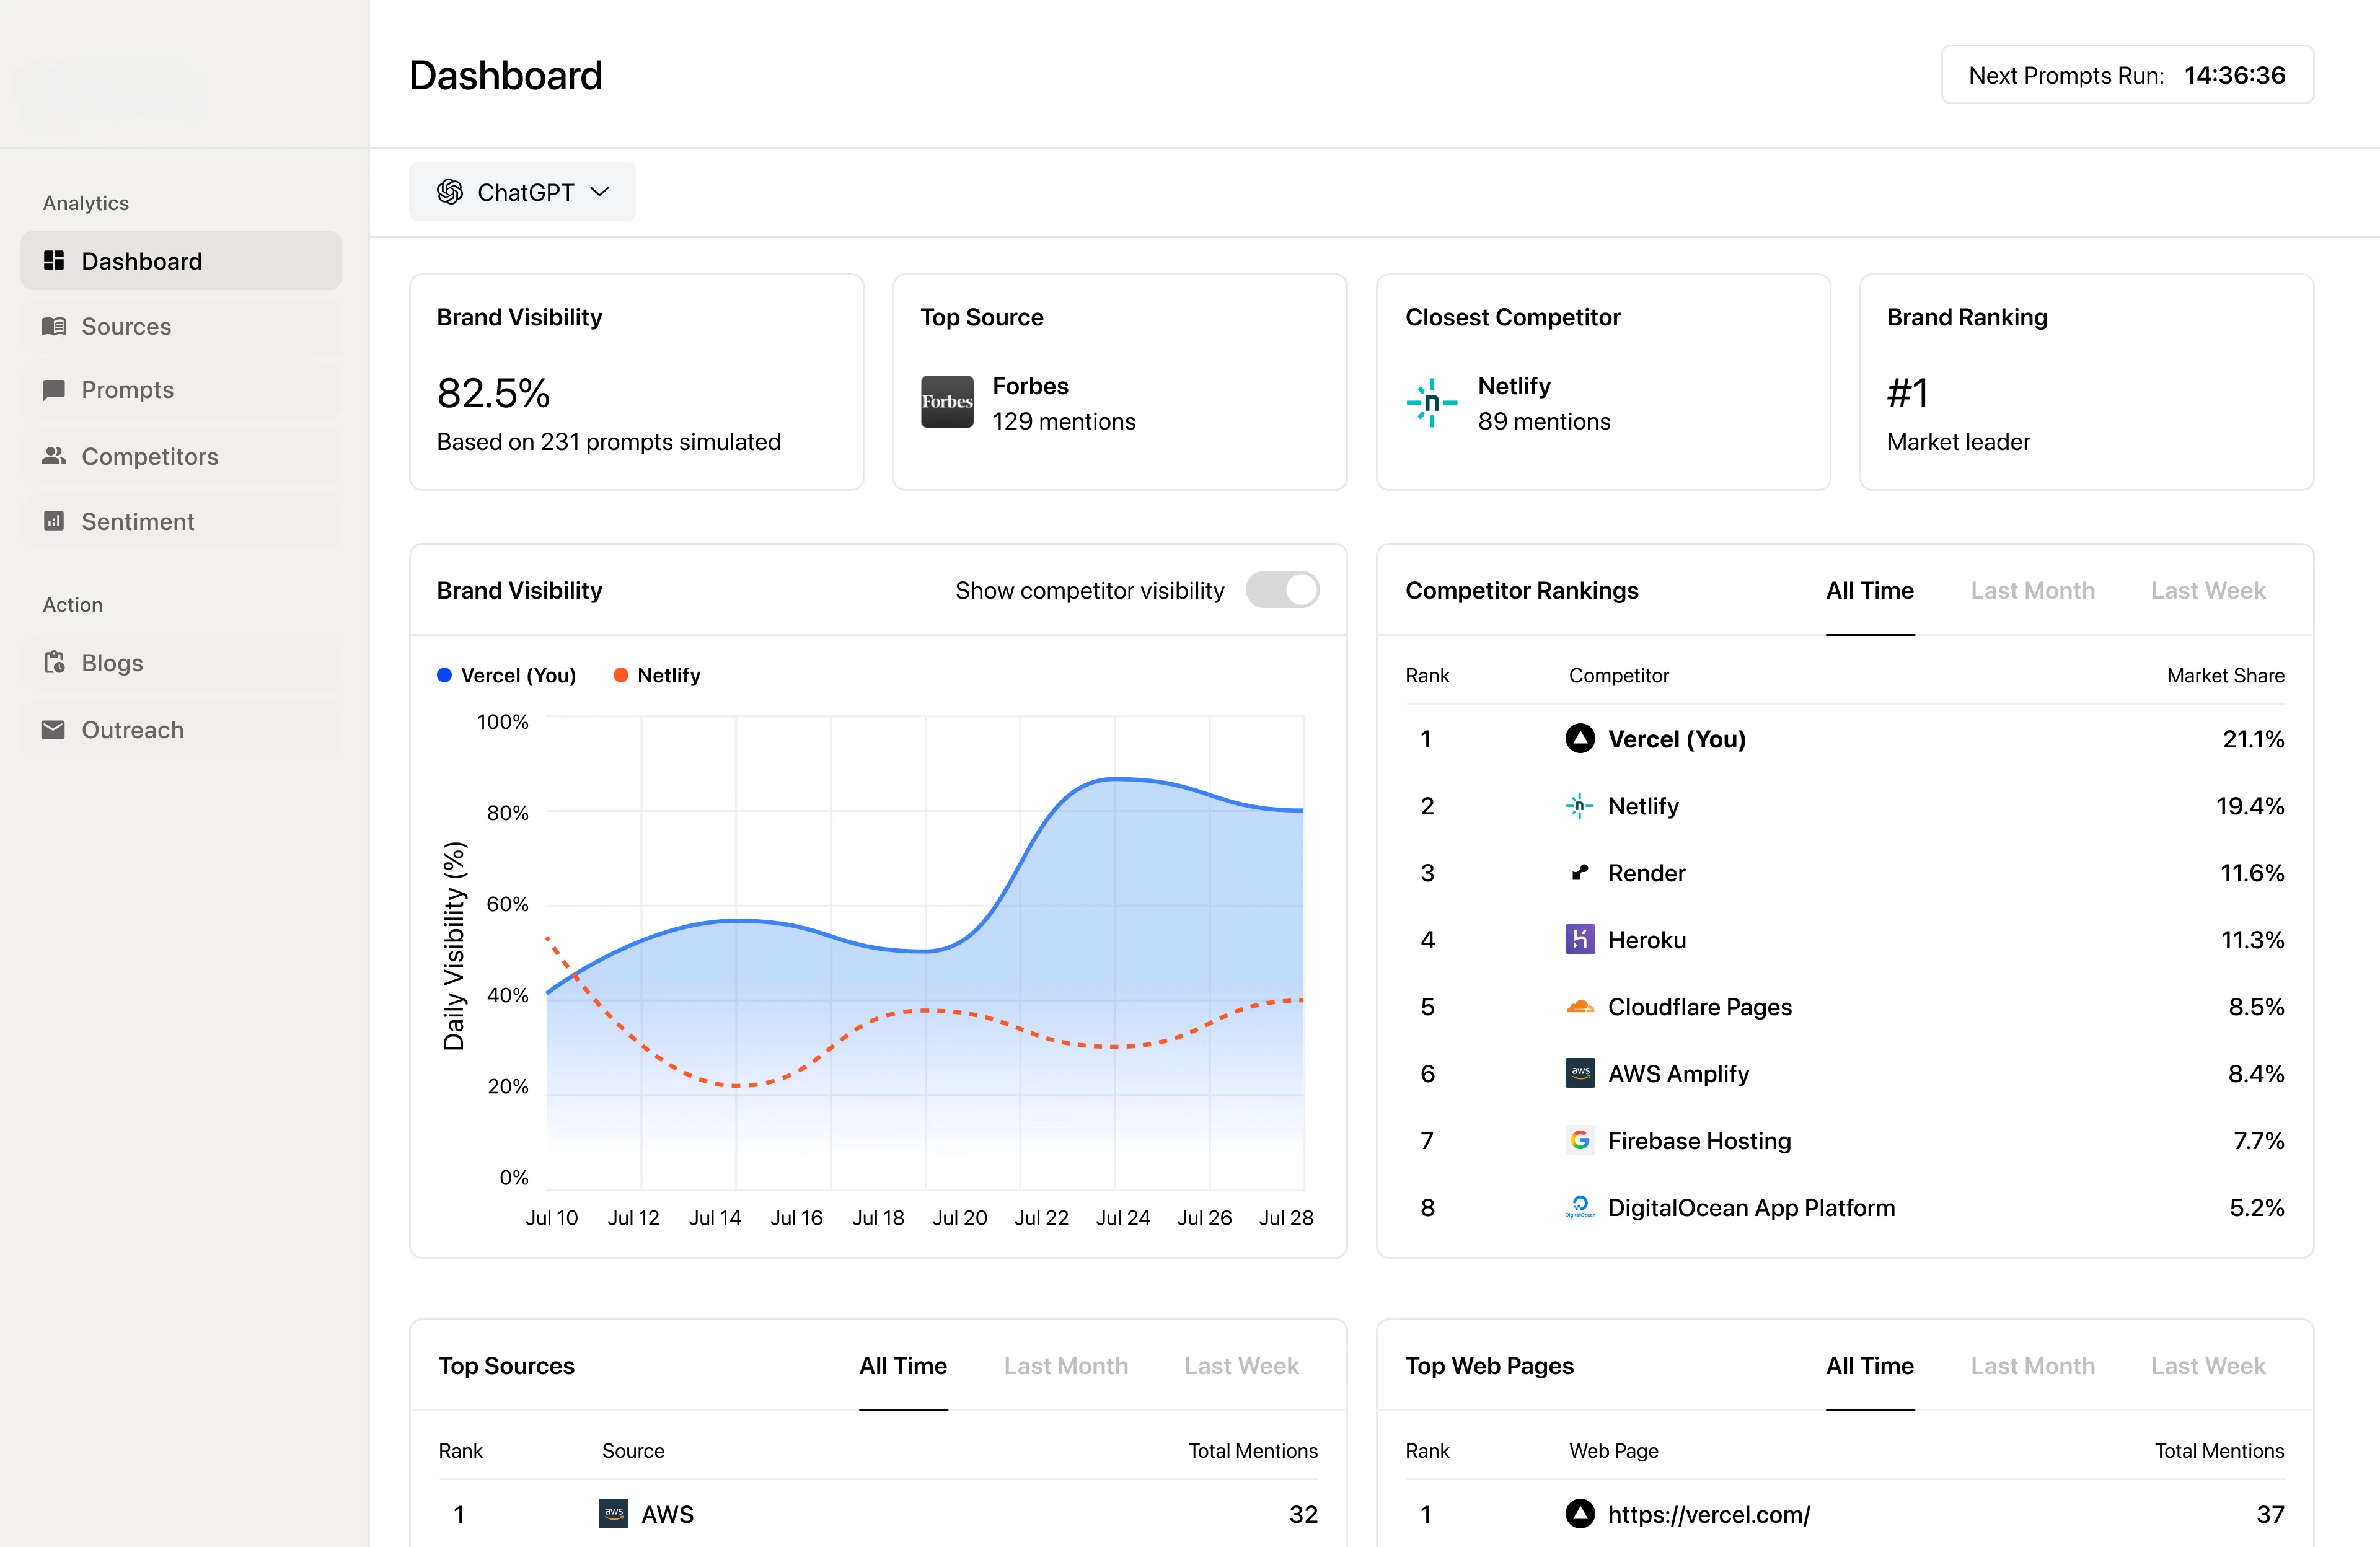 Dashboard
Next Prompts Run: 14:36:36
ChatGPT
Analytics
Dashboard
Sources
Prompts
Competitors
Sentiment
Action
Blogs
Outreach
Brand Visibility
82.5%
Based on 231 prompts simulated
Top Source
Forbes
Forbes
129 mentions
Closest Competitor
n
Netlify
89 mentions
Brand Ranking
#1
Market leader
Brand Visibility
Show competitor visibility
Vercel (You) Netlify
Daily Visibility (%)
100%
80%
60%
40%
20%
0%
Jul 10 Jul 12 Jul 14 Jul 16 Jul 18 Jul 20 Jul 22 Jul 24 Jul 26 Jul 28
Competitor Rankings All Time Last Month Last Week
Rank Competitor Market Share
1 Vercel (You) 21.1%
2 n Netlify 19.4%
3 Render 11.6%
4 Heroku 11.3%
5 Cloudflare Pages 8.5%
6 aws AWS Amplify 8.4%
7 G Firebase Hosting 7.7%
8 DigitalOcean DigitalOcean App Platform 5.2%
Top Sources All Time Last Month Last Week
Rank Source Total Mentions
1 aws AWS 32
Top Web Pages All Time Last Month Last Week
Rank Web Page Total Mentions
1 https://vercel.com/ 37